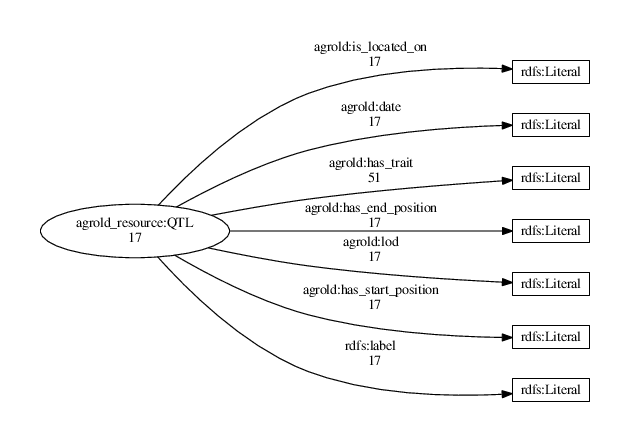 agrold:is_located_on
17
rdfs:Literal
agrold:date
17
rdfs:Literal
agrold:has_trait
51
rdfs:Literal
agrold_resource:QTL
17
agrold:has_end_position
17
rdfs:Literal
agrold:lod
17
rdfs:Literal
agrold:has_start_position
17
rdfs:Literal
rdfs:label
17
rdfs:Literal